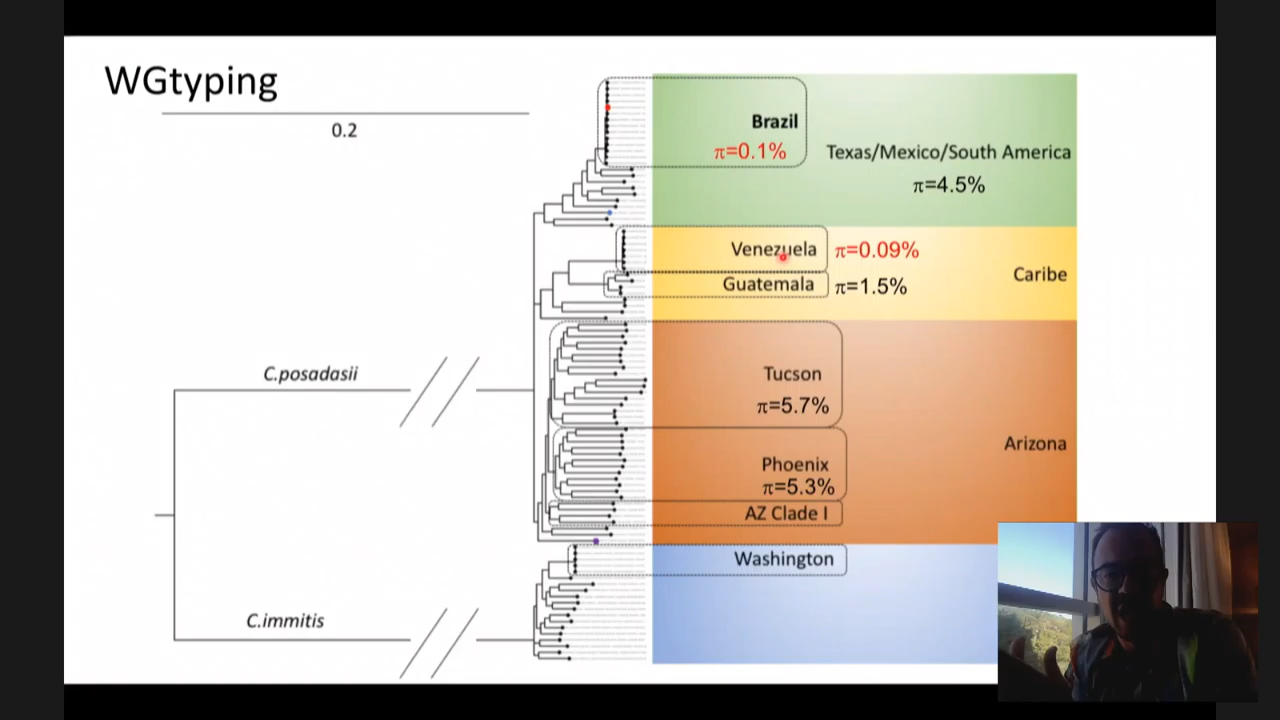 WGtyping
0.2
Brazil
π=0.1%
Texas/Mexico/South America
π=4.5%
Venezuela π=0.09%
Caribe
Guatemala π=1.5%
C.posadasii
Tucson
π=5.7%
Arizona
Phoenix
π=5.3%
AZ Clade I
Washington
C.immitis